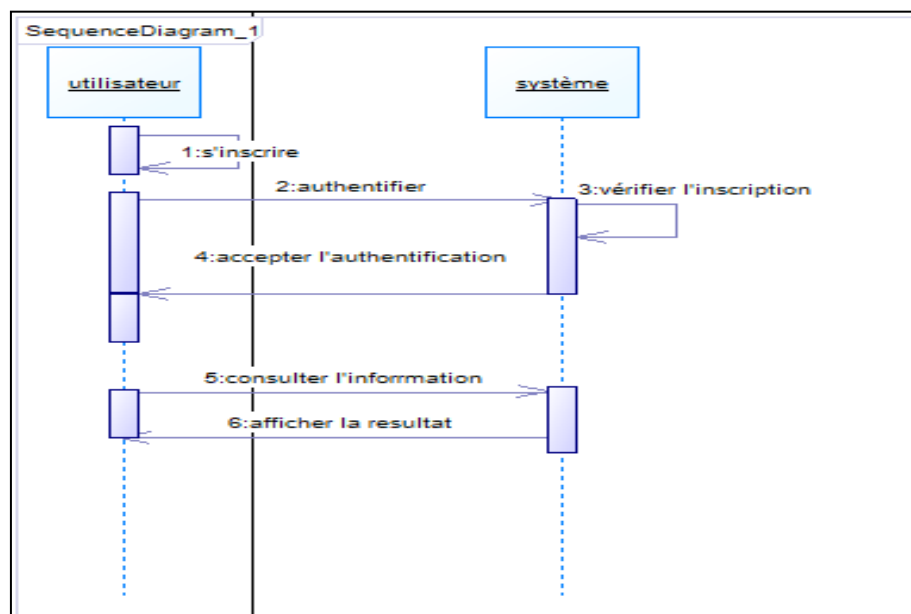 SequenceDiagram_1
utilisateur
système
1:s'inscrire
2:authentifier
3:vérifier l'inscription
4:accepter l'authentification
5:consulter l'inforrmation
6:afficher la resultat